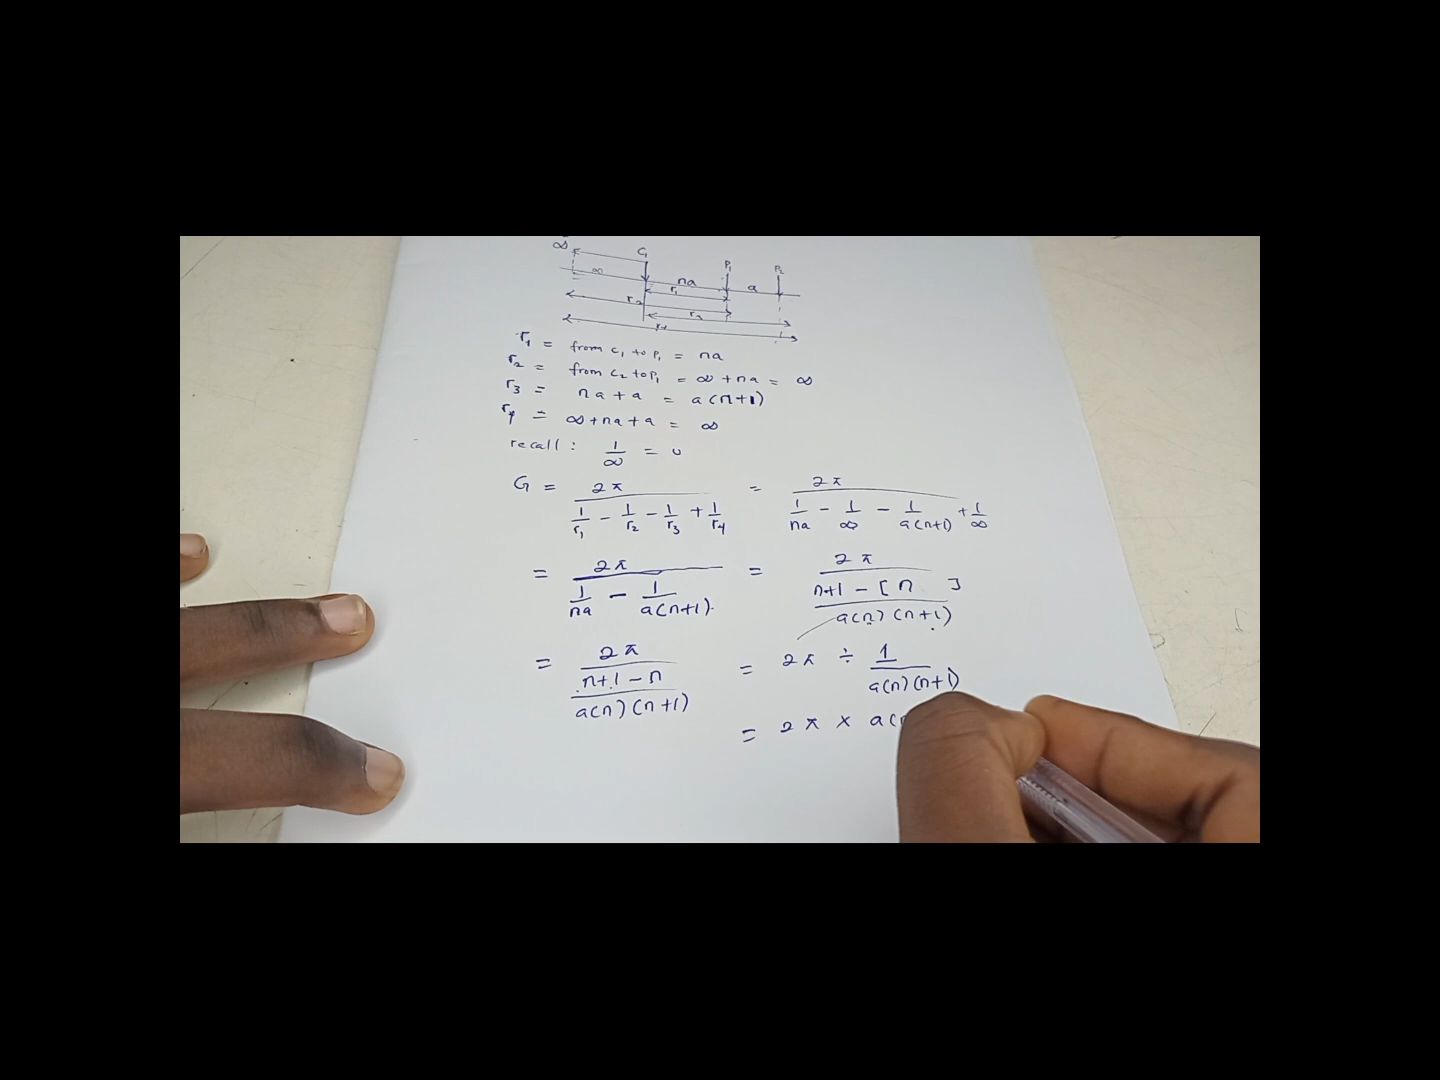 ∞ C₁ P₁ P₂
∞ na a
r₁
r₂ r₃
r₄
r₁ = from c₁ to P₁ = na
r₂ = from c₂ to P₁ = ∞ + na = ∞
r₃ = na + a = a(n+1)
r₄ = ∞ + na + a = ∞
recall : 1/∞ = 0
G = 2π / (1/r₁ - 1/r₂ - 1/r₃ + 1/r₄) = 2π / (1/na - 1/∞ - 1/a(n+1) + 1/∞)
= 2π / (1/na - 1/a(n+1)) = 2π / ((n+1 - [n ]) / a(n)(n+1))
= 2π / ((n+1 - n) / a(n)(n+1)) = 2π ÷ 1/a(n)(n+1)
= 2π × a(